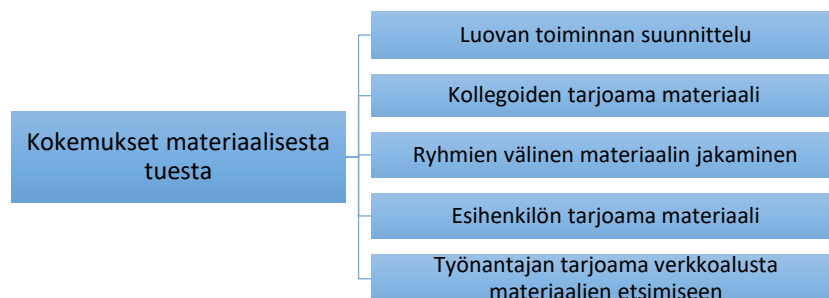 Luovan toiminnan suunnittelu
Kollegoiden tarjoama materiaali
Kokemukset materiaalisesta
tuesta
Ryhmien välinen materiaalin jakaminen
Esihenkilön tarjoama materiaali
Työnantajan tarjoama verkkoalusta
materiaalien etsimiseen